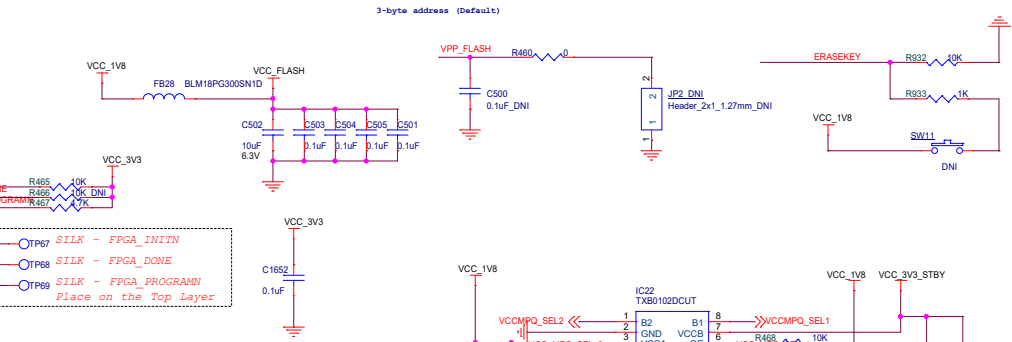 3-byte address (Default)
VPP_FLASH
R460 0
ERASEKEY
R932 10K
VCC_1V8
VCC_FLASH
FB28 BLM18PG300SN1D
C500
0.1uF_DNI
2
2
JP2_DNI
Header_2x1_1.27mm_DNI
1
1
R933 1K
VCC_1V8
SW11
DNI
C502 C503 C504 C505 C501
10uF 0.1uF 0.1uF 0.1uF 0.1uF
6.3V
VCC_3V3
R465 10K
R466 10K_DNI
R467 4.7K
TP67 SILK - FPGA_INITN
TP68 SILK - FPGA_DONE
TP69 SILK - FPGA_PROGRAMN
Place on the Top Layer
VCC_3V3
C1652
0.1uF
VCC_1V8
IC22
TXB0102DCUT
VCCMPQ_SEL2 1 B2 B1 8 VCCMPQ_SEL1
2 GND VCCB 7
3 6
VCC_1V8 VCC_3V3_STBY
R468 10K